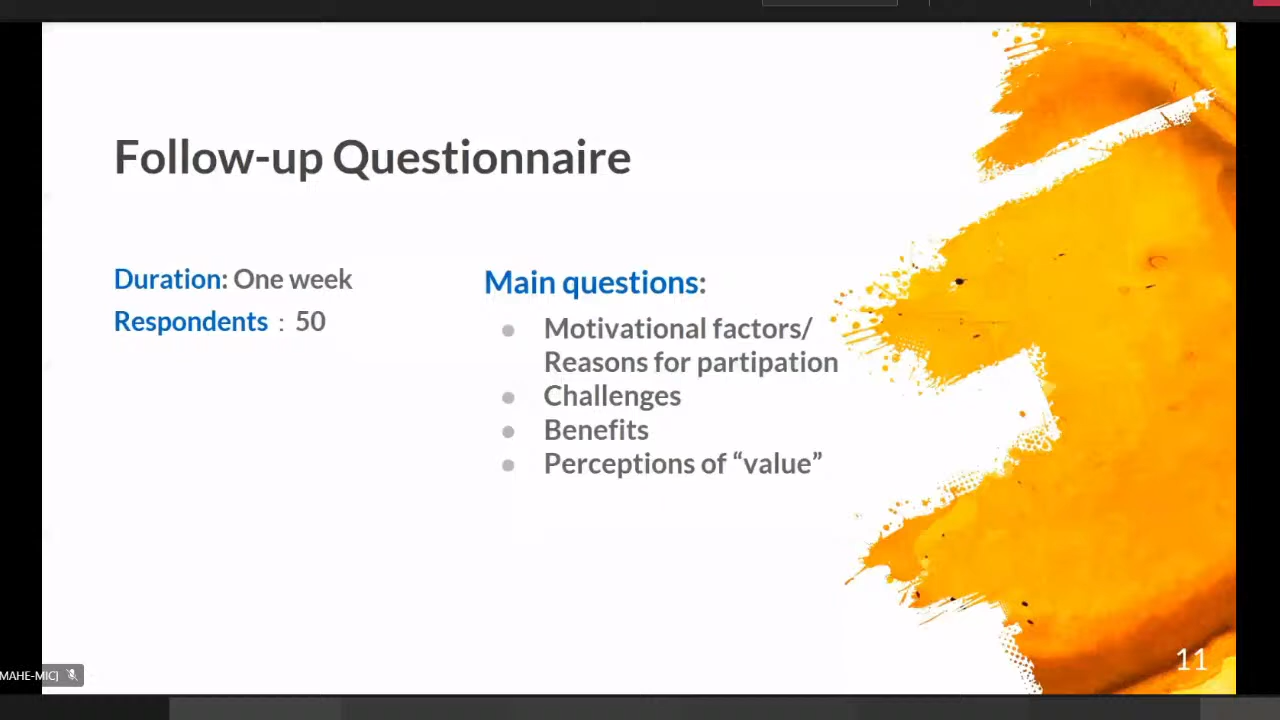 Follow-up Questionnaire
Duration: One week
Respondents : 50
Main questions:
Motivational factors/
Reasons for partipation
Challenges
Benefits
Perceptions of “value”
11
MAHE-MIC]